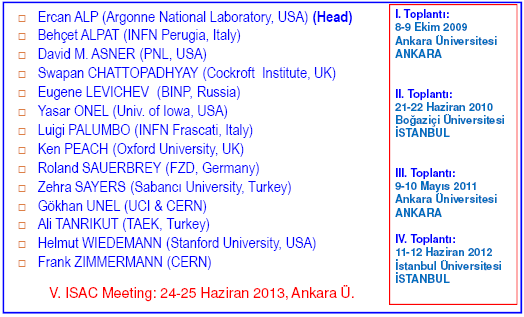 Ercan ALP (Argonne National Laboratory, USA) (Head)
Behçet ALPAT (INFN Perugia, Italy)
David M. ASNER (PNL, USA)
Swapan CHATTOPADHYAY (Cockroft Institute, UK)
Eugene LEVICHEV (BINP, Russia)
Yasar ONEL (Univ. of Iowa, USA)
Luigi PALUMBO (INFN Frascati, Italy)
Ken PEACH (Oxford University, UK)
Roland SAUERBREY (FZD, Germany)
Zehra SAYERS (Sabancı University, Turkey)
Gökhan UNEL (UCI & CERN)
Ali TANRIKUT (TAEK, Turkey)
Helmut WIEDEMANN (Stanford University, USA)
Frank ZIMMERMANN (CERN)
V. ISAC Meeting: 24-25 Haziran 2013, Ankara Ü.
I. Toplantı:
8-9 Ekim 2009
Ankara Üniversitesi
ANKARA
II. Toplantı:
21-22 Haziran 2010
Boğaziçi Üniversitesi
İSTANBUL
III. Toplantı:
9-10 Mayıs 2011
Ankara Üniversitesi
ANKARA
IV. Toplantı:
11-12 Haziran 2012
İstanbul Üniversitesi
İSTANBUL